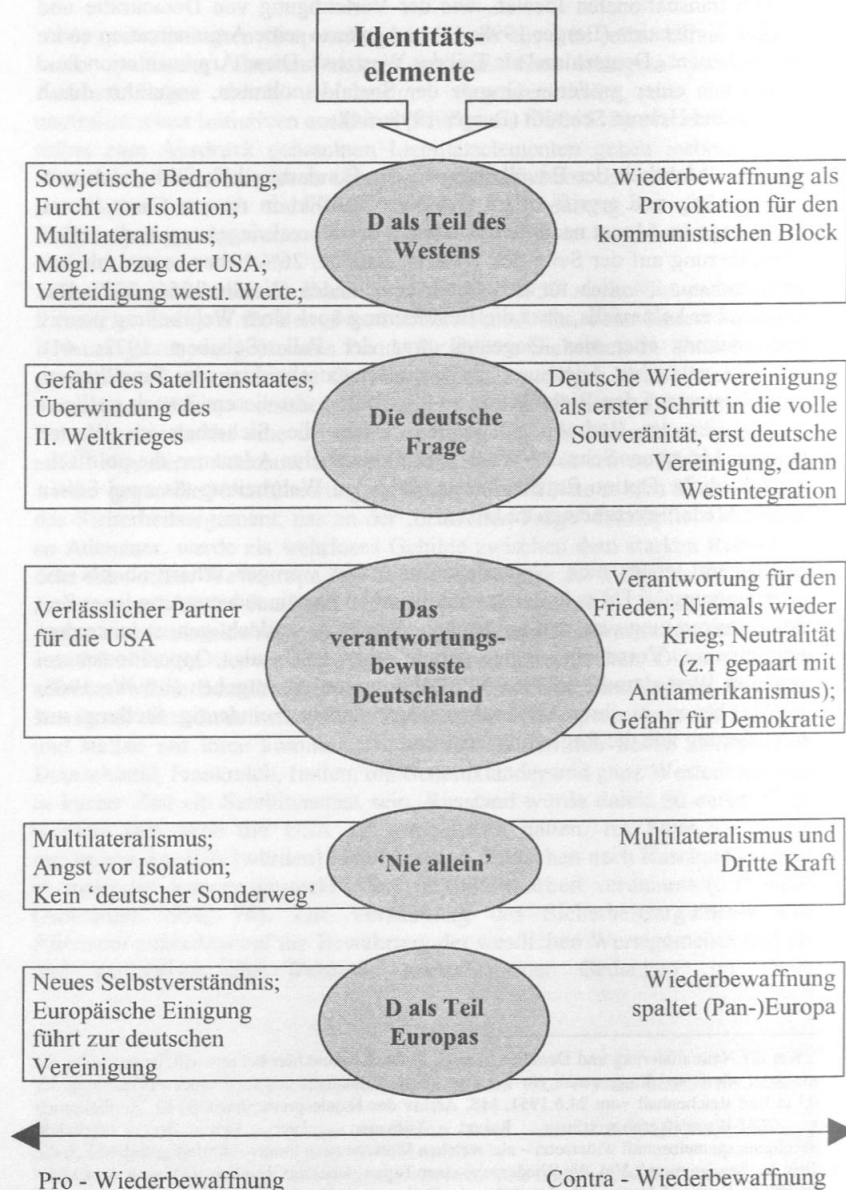 Identitäts-
elemente
Sowjetische Bedrohung;
Furcht vor Isolation;
Multilateralismus;
Mögl. Abzug der USA;
Verteidigung westl. Werte;
D als Teil des
Westens
Wiederbewaffnung als
Provokation für den
kommunistischen Block
Gefahr des Satellitenstaates;
Überwindung des
II. Weltkrieges
Die deutsche
Frage
Deutsche Wiedervereinigung
als erster Schritt in die volle
Souveränität, erst deutsche
Vereinigung, dann
Westintegration
Verlässlicher Partner
für die USA
Das
verantwortungs-
bewusste
Deutschland
Verantwortung für den
Frieden; Niemals wieder
Krieg; Neutralität
(z.T gepaart mit
Antiamerikanismus);
Gefahr für Demokratie
Multilateralismus;
Angst vor Isolation;
Kein ‘deutscher Sonderweg’
‘Nie allein’
Multilateralismus und
Dritte Kraft
Neues Selbstverständnis;
Europäische Einigung
führt zur deutschen
Vereinigung
D als Teil
Europas
Wiederbewaffnung
spaltet (Pan-)Europa
Pro - Wiederbewaffnung
Contra - Wiederbewaffnung